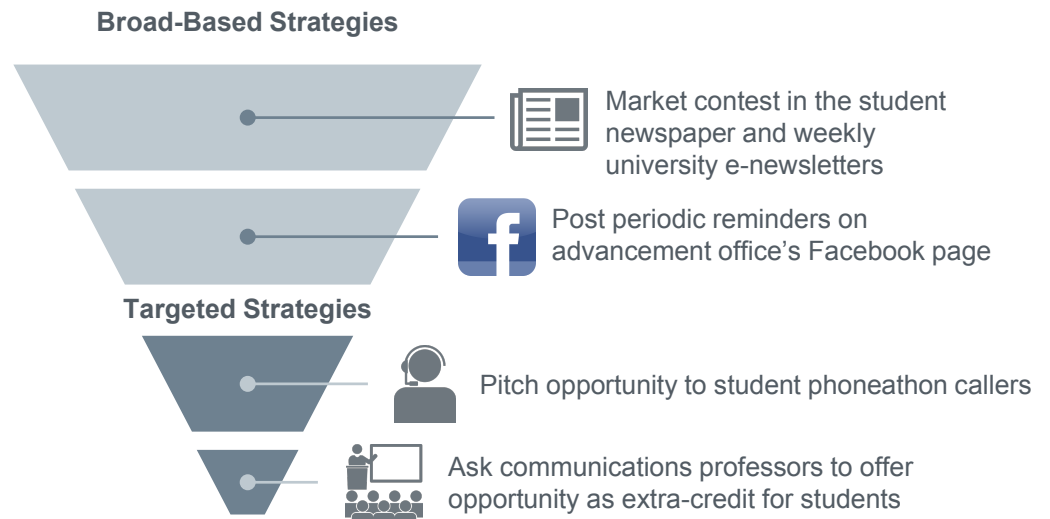 Broad-Based Strategies
Market contest in the student
newspaper and weekly
university e-newsletters
Post periodic reminders on
advancement office’s Facebook page
Targeted Strategies
Pitch opportunity to student phoneathon callers
Ask communications professors to offer
opportunity as extra-credit for students